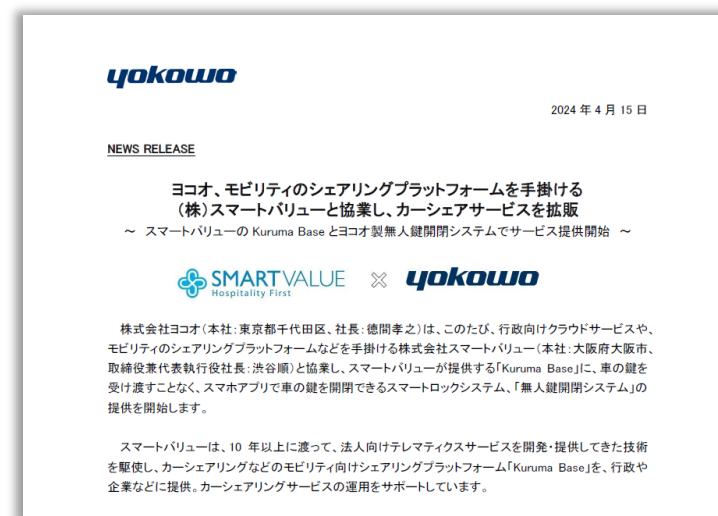 yokowo
2024 年 4 月 15 日
NEWS RELEASE
ヨコオ、モビリティのシェアリングプラットフォームを手掛ける
（株）スマートバリューと協業し、カーシェアサービスを拡販
～ スマートバリューの Kuruma Base とヨコオ製無人鍵開閉システムでサービス提供開始 ～
SMARTVALUE × yokowo
Hospitality First
株式会社ヨコオ（本社：東京都千代田区、社長：徳間孝之）は、このたび、行政向けクラウドサービスや、
モビリティのシェアリングプラットフォームなどを手掛ける株式会社スマートバリュー（本社：大阪府大阪市、
取締役兼代表執行役社長：渋谷順）と協業し、スマートバリューが提供する「Kuruma Base」に、車の鍵を
受け渡すことなく、スマホアプリで車の鍵を開閉できるスマートロックシステム、「無人鍵開閉システム」の
提供を開始します。
スマートバリューは、10 年以上に渡って、法人向けテレマティクスサービスを開発・提供してきた技術
を駆使し、カーシェアリングなどのモビリティ向けシェアリングプラットフォーム「Kuruma Base」を、行政や
企業などに提供。カーシェアリングサービスの運用をサポートしています。